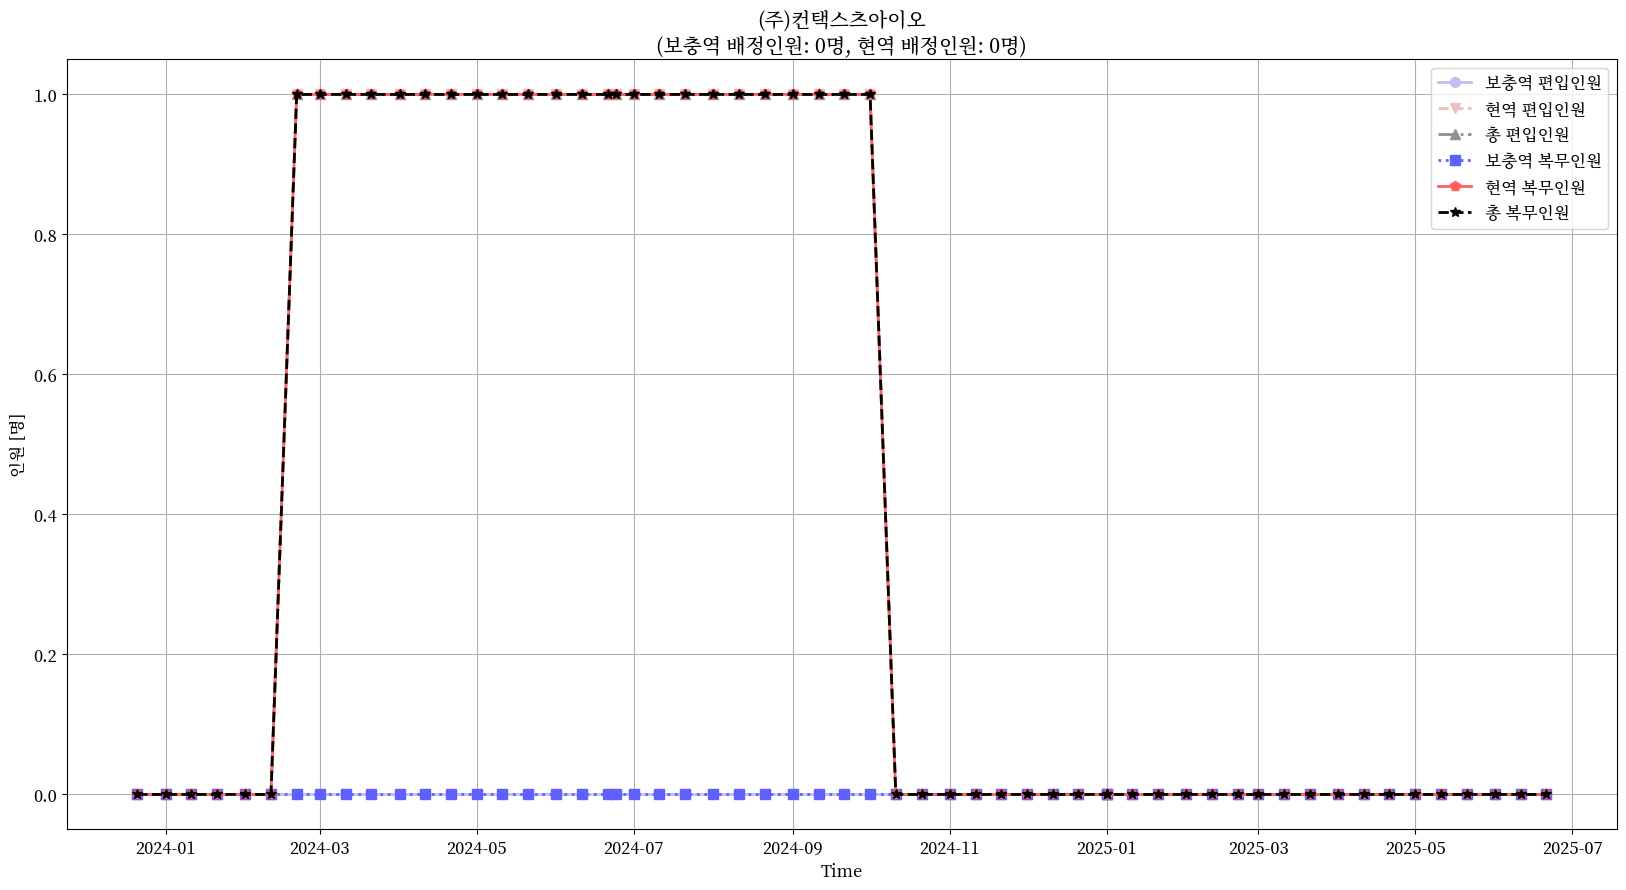 (주)컨택스츠아이오
(보충역 배정인원: 0명, 현역 배정인원: 0명)
보충역 편입인원
현역 편입인원
총 편입인원
보충역 복무인원
현역 복무인원
총 복무인원
인원 [명]
1.0
0.8
0.6
0.4
0.2
0.0
2024-01
2024-03
2024-05
2024-07
2024-09
2024-11
2025-01
2025-03
2025-05
2025-07
Time